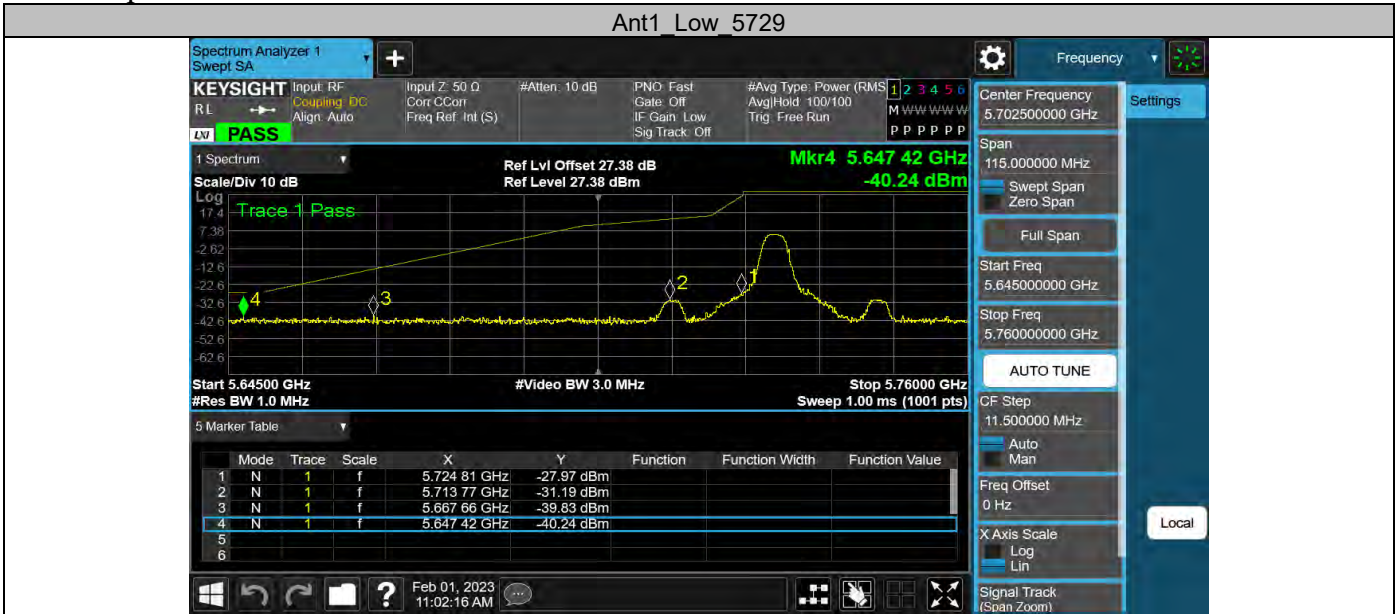 Ant1_Low_5729
Spectrum Analyzer 1
Swept SA
+
Frequency
KEYSIGHT
RL
LXI
PASS
Input: RF
Coupling: DC
Align: Auto
Input Z: 50 Ω
Corr CCorr
Freq Ref: Int (S)
#Atten: 10 dB
PNO: Fast
Gate: Off
IF Gain: Low
Sig Track: Off
#Avg Type: Power (RMS
Avg|Hold: 100/100
Trig: Free Run
1 2 3 4 5 6
M W W W W W
P P P P P P
1 Spectrum
Scale/Div 10 dB
Ref Lvl Offset 27.38 dB
Ref Level 27.38 dBm
Mkr4 5.647 42 GHz
-40.24 dBm
Log
Trace 1 Pass
17.4
7.38
-2.62
-12.6
-22.6
-32.6
-42.6
-52.6
-62.6
4
3
2
1
Start 5.64500 GHz
#Video BW 3.0 MHz
Stop 5.76000 GHz
#Res BW 1.0 MHz
Sweep 1.00 ms (1001 pts)
5 Marker Table
Mode Trace Scale X Y Function Function Width Function Value
1 N 1 f 5.724 81 GHz -27.97 dBm
2 N 1 f 5.713 77 GHz -31.19 dBm
3 N 1 f 5.667 66 GHz -39.83 dBm
4 N 1 f 5.647 42 GHz -40.24 dBm
5
6
?
Feb 01, 2023
11:02:16 AM
Center Frequency
5.702500000 GHz
Span
115.000000 MHz
Swept Span
Zero Span
Full Span
Start Freq
5.645000000 GHz
Stop Freq
5.760000000 GHz
AUTO TUNE
CF Step
11.500000 MHz
Auto
Man
Freq Offset
0 Hz
X Axis Scale
Log
Lin
Signal Track
(Span Zoom)
Settings
Local